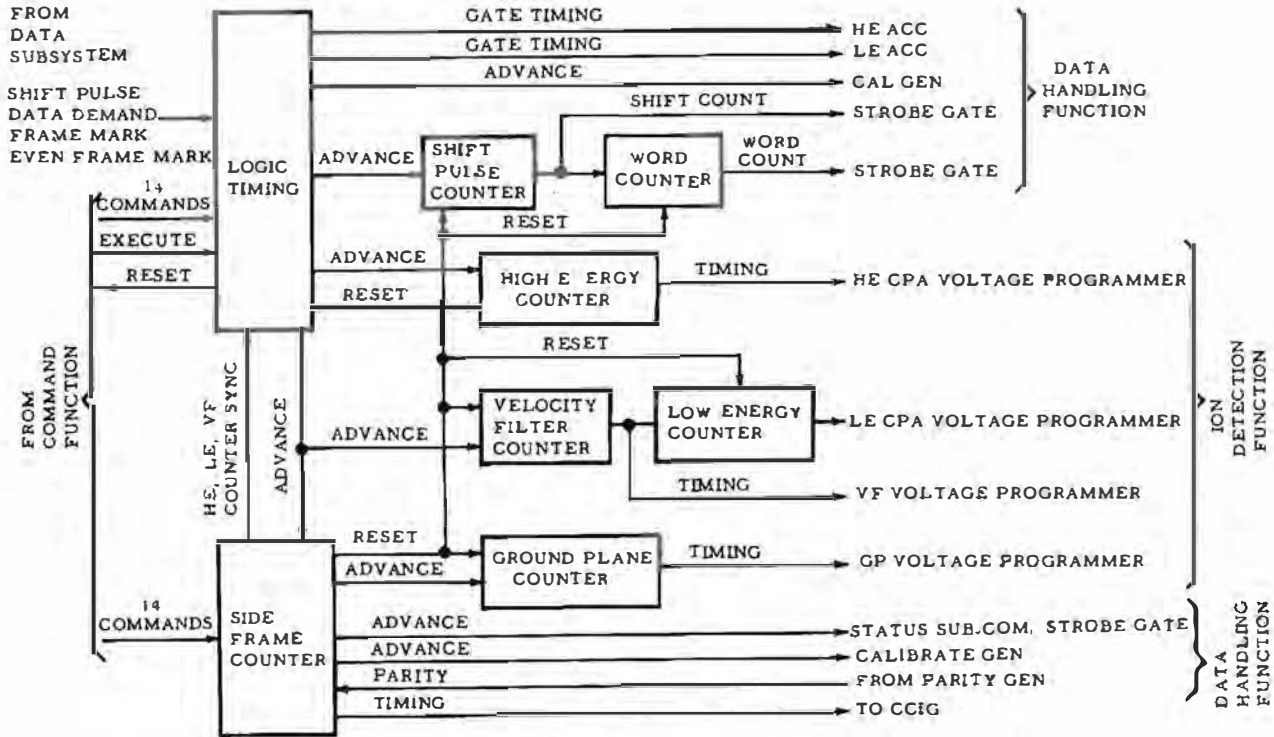 FROM
DATA
SUBSYSTEM
SHIFT PULSE
DATA DEMAND
FRAME MARK
EVEN FRAME MARK
14
COMMANDS
EXECUTE
RESET
FROM
COMMAND
FUNCTION
14
COMMANDS
LOGIC
TIMING
HE, LE, VF
COUNTER SYNC
ADVANCE
SIDE
FRAME
COUNTER
GATE TIMING
HE ACC
GATE TIMING
LE ACC
ADVANCE
CAL GEN
SHIFT COUNT
STROBE GATE
ADVANCE
SHIFT
PULSE
COUNTER
WORD
COUNTER
WORD
COUNT
STROBE GATE
RESET
DATA
HANDLING
FUNCTION
ADVANCE
RESET
HIGH E ERGY
COUNTER
TIMING
HE CPA VOLTAGE PROGRAMMER
RESET
ADVANCE
VELOCITY
FILTER
COUNTER
LOW ENERGY
COUNTER
LE CPA VOLTAGE PROGRAMMER
TIMING
VF VOLTAGE PROGRAMMER
RESET
ADVANCE
GROUND PLANE
COUNTER
TIMING
GP VOLTAGE PROGRAMMER
ION
DETECTION
FUNCTION
ADVANCE
STATUS SUB-COM, STROBE GATE
ADVANCE
CALIBRATE GEN
PARITY
FROM PARITY GEN
TIMING
TO CCIG
DATA
HANDLING
FUNCTION